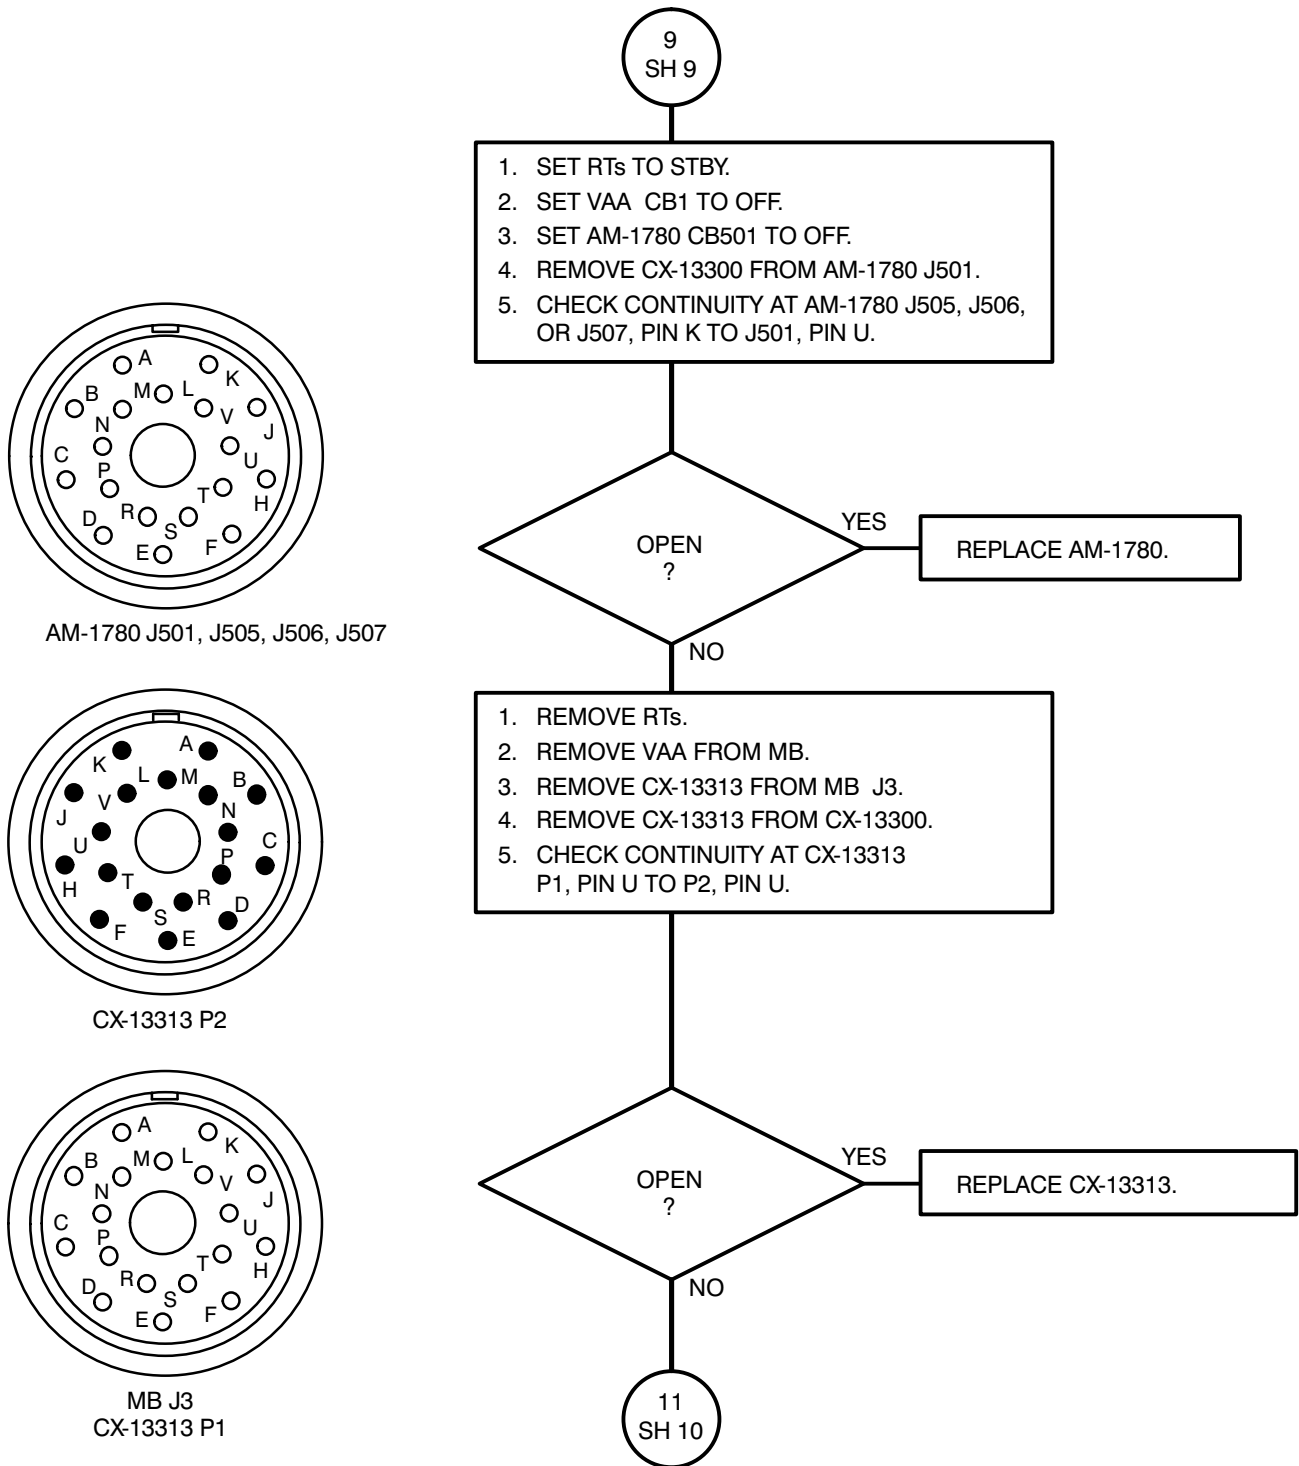 9
SH 9
1. SET RTs TO STBY.
2. SET VAA CB1 TO OFF.
3. SET AM-1780 CB501 TO OFF.
4. REMOVE CX-13300 FROM AM-1780 J501.
5. CHECK CONTINUITY AT AM-1780 J505, J506,
OR J507, PIN K TO J501, PIN U.
A
K
B
M
L
J
N
V
C
P
U
H
D
R
S
T
E
F
AM-1780 J501, J505, J506, J507
OPEN
?
YES
REPLACE AM-1780.
NO
1. REMOVE RTs.
2. REMOVE VAA FROM MB.
3. REMOVE CX-13313 FROM MB J3.
4. REMOVE CX-13313 FROM CX-13300.
5. CHECK CONTINUITY AT CX-13313
P1, PIN U TO P2, PIN U.
A
K
L
M
B
J
V
N
U
P
C
H
T
S
R
D
F
E
CX-13313 P2
OPEN
?
YES
REPLACE CX-13313.
NO
A
K
B
M
L
J
N
V
C
P
U
H
D
R
S
T
E
F
MB J3
CX-13313 P1
11
SH 10